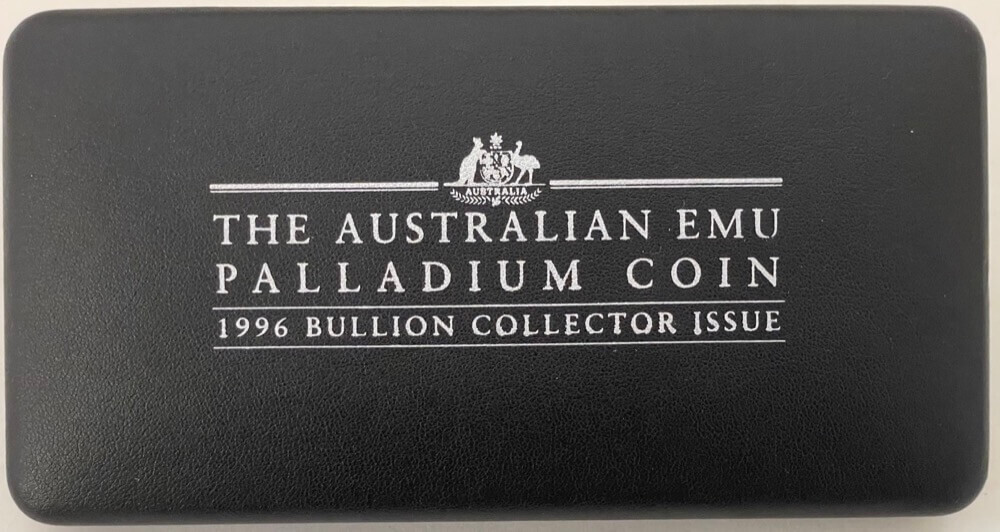 AUSTRALIA
THE AUSTRALIAN EMU
PALLADIUM COIN
1996 BULLION COLLECTOR ISSUE